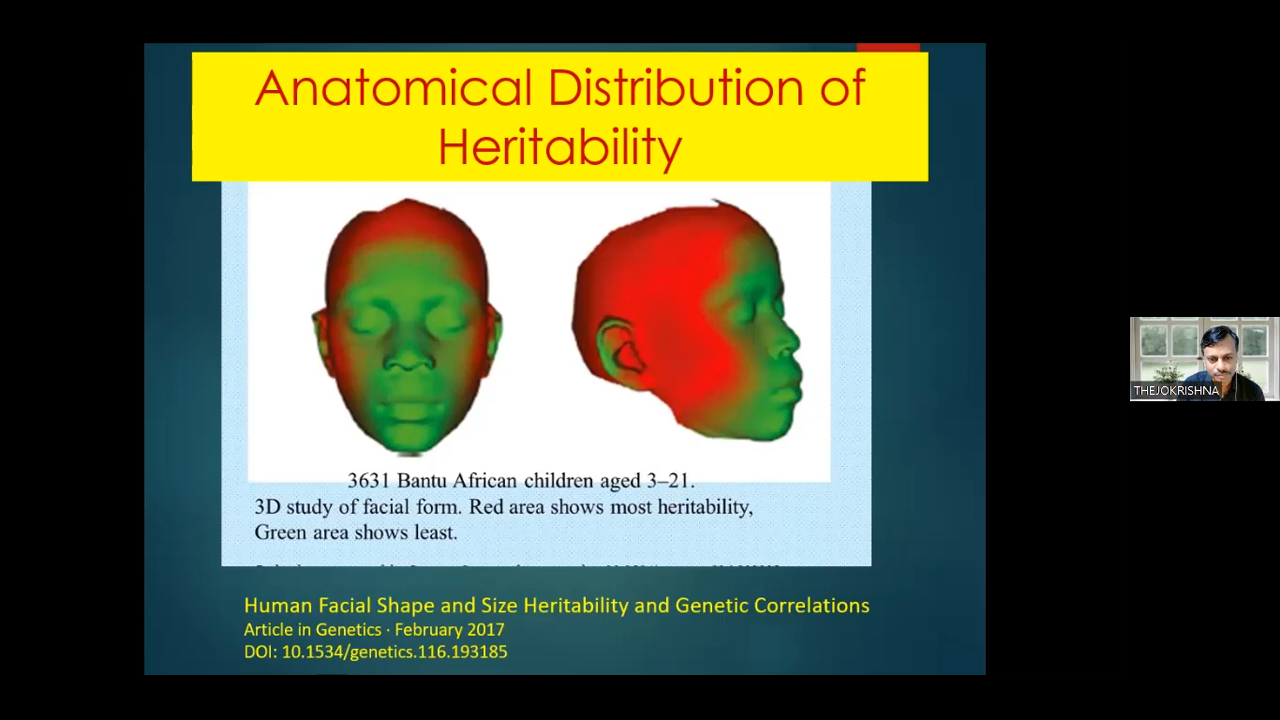 Anatomical Distribution of
Heritability
3631 Bantu African children aged 3–21.
3D study of facial form. Red area shows most heritability,
Green area shows least.
Human Facial Shape and Size Heritability and Genetic Correlations
Article in Genetics · February 2017
DOI: 10.1534/genetics.116.193185
THEJOKRISHNA